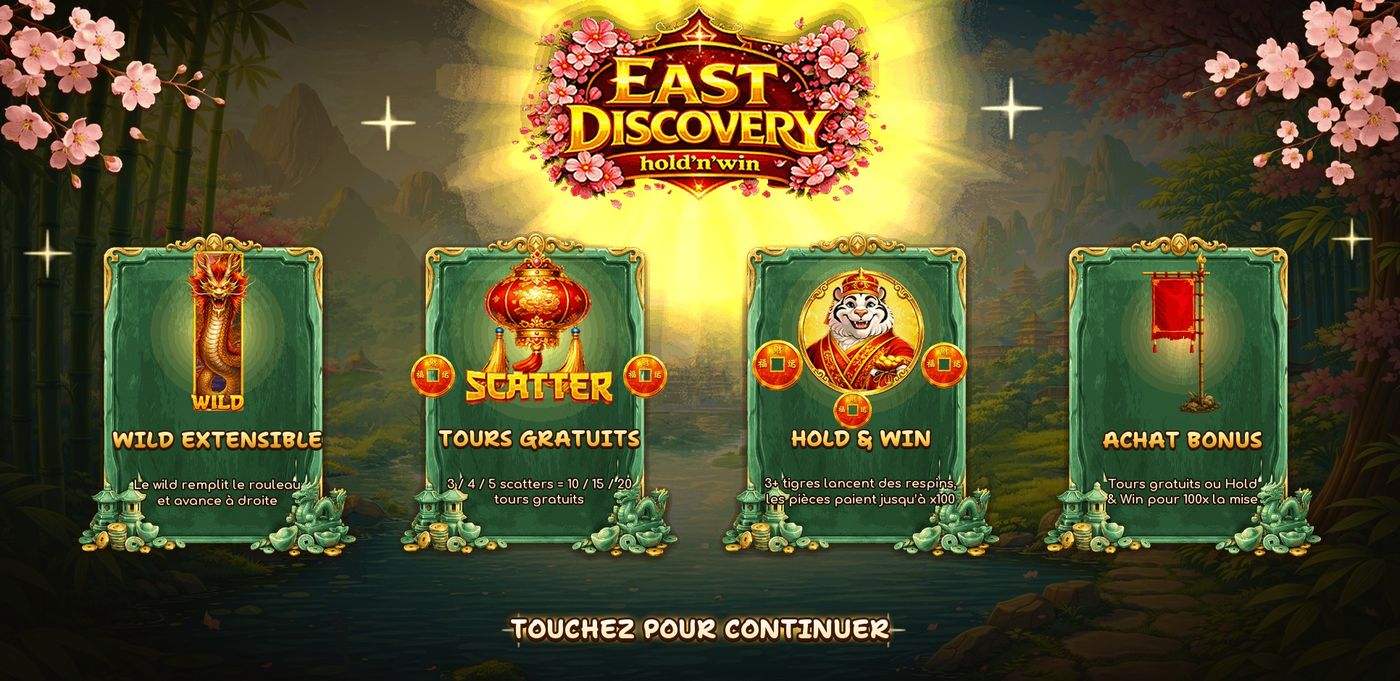 EAST
DISCOVERY
hold'n'win
WILD
SCATTER
WILD EXTENSIBLE
Le wild remplit le rouleau
et avance à droite
TOURS GRATUITS
3 / 4 / 5 scatters = 10 / 15 / 20
tours gratuits
HOLD & WIN
3+ tigres lancent des respins,
les pièces paient jusqu'à x100
ACHAT BONUS
Tours gratuits ou Hold
& Win pour 100x la mise
TOUCHEZ POUR CONTINUER